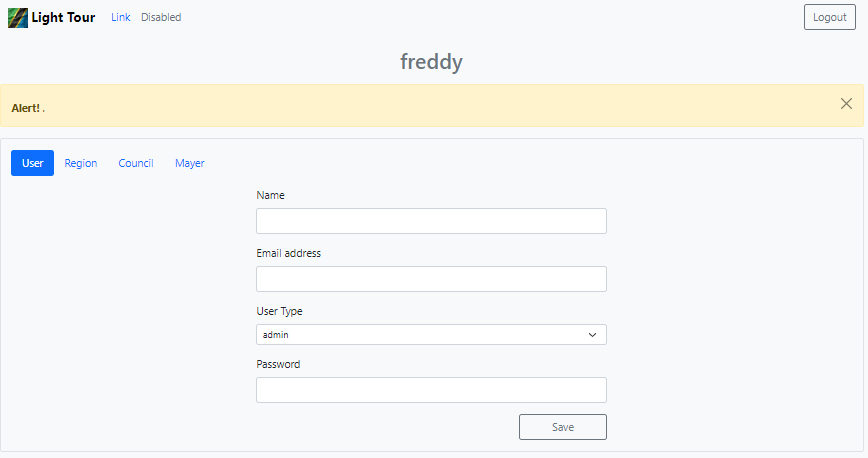 Light Tour Link Disabled Logout
freddy
Alert! .
User Region Council Mayer
Name
Email address
User Type
admin
Password
Save